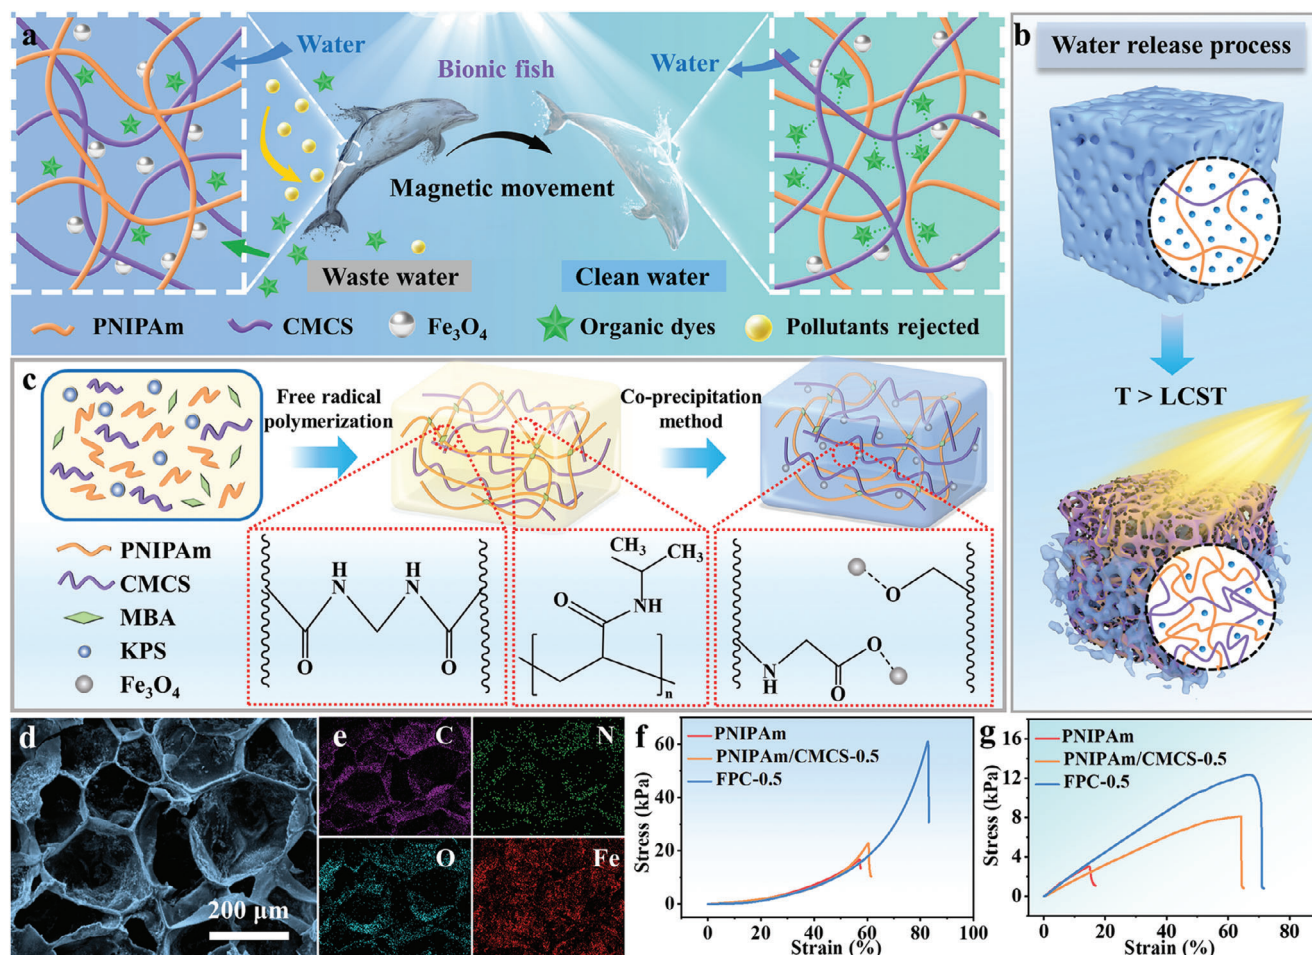 a
Water
Bionic fish
Water
Magnetic movement
Waste water
Clean water
PNIPAm
CMCS
Fe₃O₄
Organic dyes
Pollutants rejected
b
Water release process
T > LCST
c
Free radical
polymerization
Co-precipitation
method
PNIPAm
CMCS
MBA
KPS
Fe₃O₄
H
N
H
N
O
O
CH₃
CH₃
O
NH
n
O
N
H
O
O
d
200 μm
e
C
N
O
Fe
f
PNIPAm
PNIPAm/CMCS-0.5
FPC-0.5
Stress (kPa)
60
40
20
0
0 20 40 60 80 100
Strain (%)
g
PNIPAm
PNIPAm/CMCS-0.5
FPC-0.5
Stress (kPa)
16
12
8
4
0
0 20 40 60 80
Strain (%)